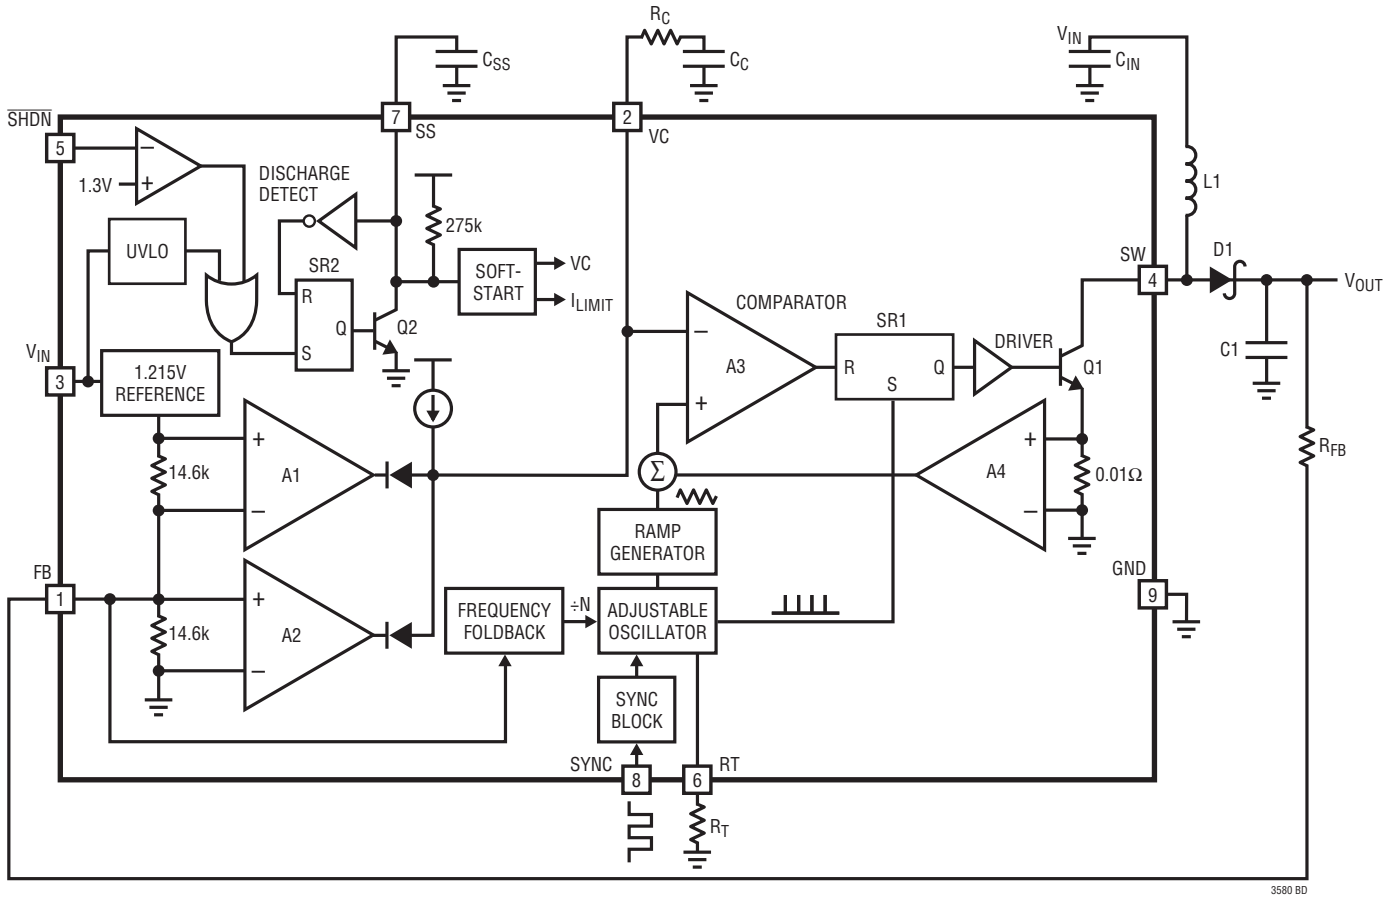 RC
VIN
CSS
CC
CIN
SHDN
7
SS
2
VC
5
−
+
1.3V
DISCHARGE
DETECT
L1
275k
UVLO
SR2
SOFT-
START
VC
ILIMIT
R
Q
S
Q2
SW
4
D1
VOUT
COMPARATOR
SR1
DRIVER
C1
VIN
3
1.215V
REFERENCE
−
A3
+
R
S
Q
Q1
+
14.6k
A1
−
Σ
A4
+
−
0.01Ω
RFB
RAMP
GENERATOR
FB
1
GND
9
+
14.6k
A2
−
FREQUENCY
FOLDBACK
÷N
ADJUSTABLE
OSCILLATOR
SYNC
BLOCK
SYNC
8
6
RT
RT
3580 BD